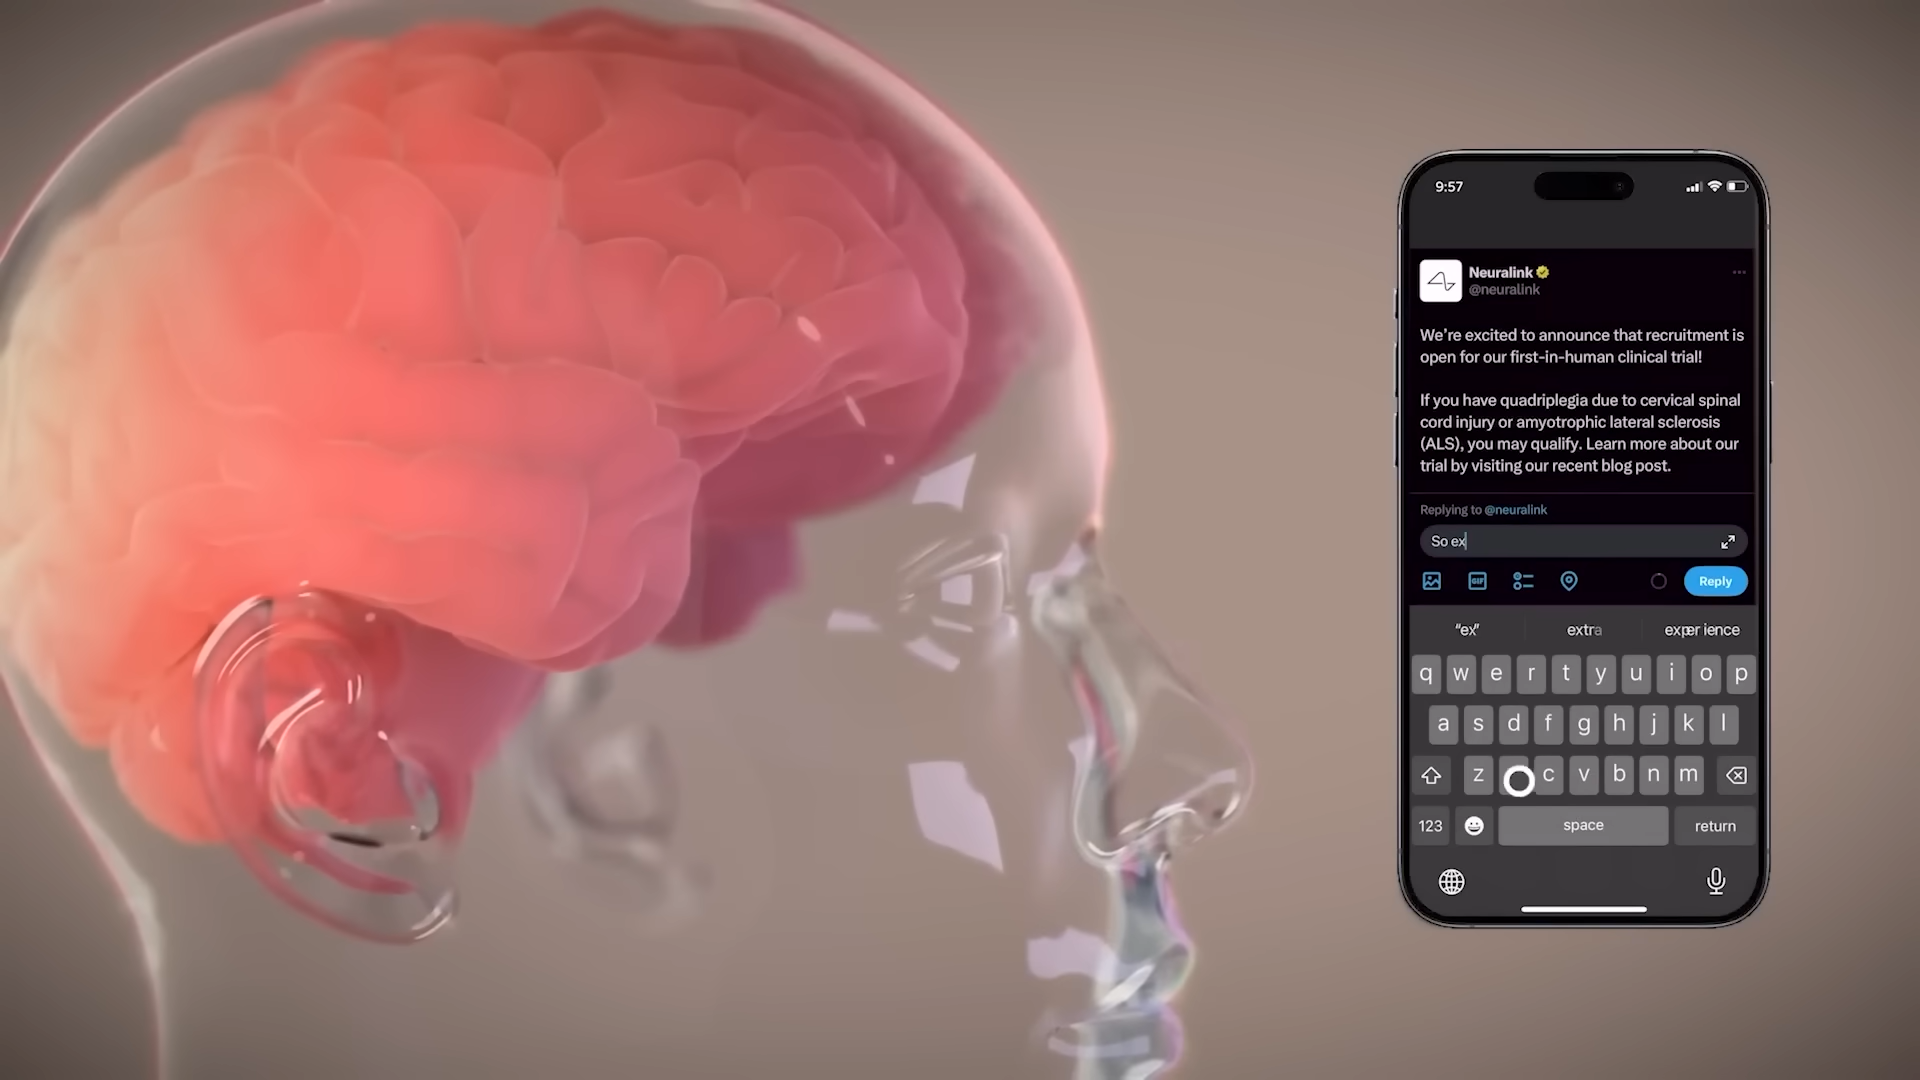 9:57
Neuralink
@neuralink
We're excited to announce that recruitment is
open for our first-in-human clinical trial!
If you have quadriplegia due to cervical spinal
cord injury or amyotrophic lateral sclerosis
(ALS), you may qualify. Learn more about our
trial by visiting our recent blog post.
Replying to @neuralink
So ex
GIF
Reply
"ex" extra experience
q w e r t y u i o p
a s d f g h j k l
z c v b n m
123 space return